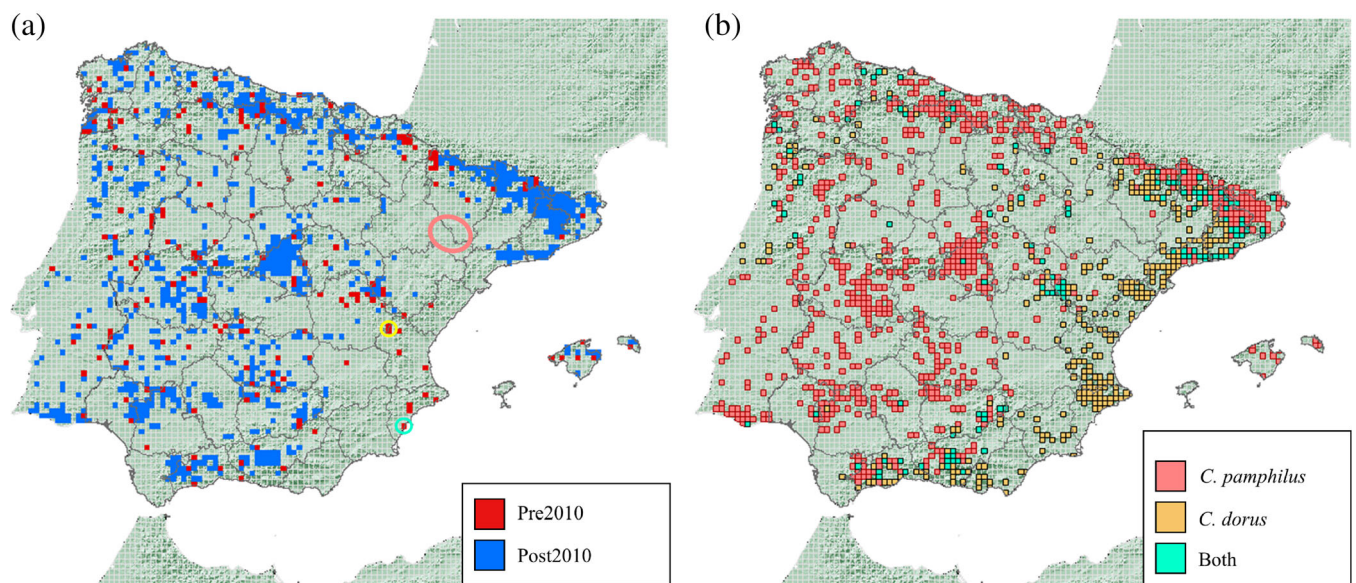 (a)
Pre2010
Post2010
(b)
C. pamphilus
C. dorus
Both